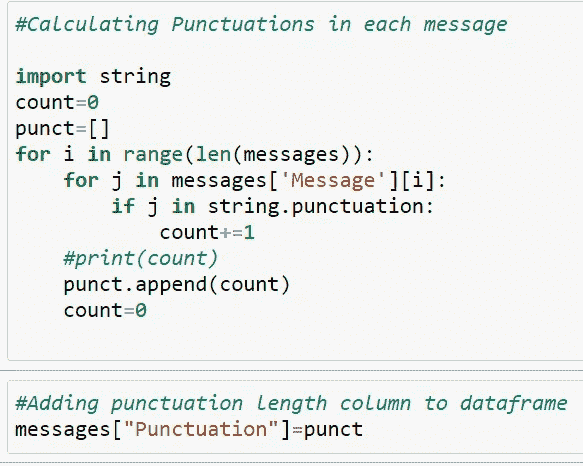 #Calculating Punctuations in each message
import string
count=0
punct=[]
for i in range(len(messages)):
    for j in messages['Message'][i]:
        if j in string.punctuation:
            count+=1
    #print(count)
    punct.append(count)
    count=0
#Adding punctuation length column to dataframe
messages["Punctuation"]=punct